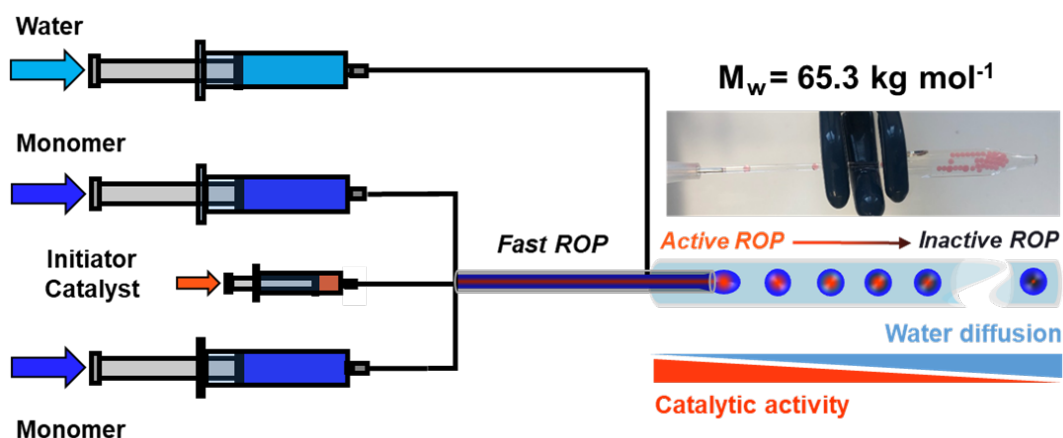 Water
Monomer
Initiator
Catalyst
Monomer
Fast ROP
M_w = 65.3 kg mol⁻¹
Active ROP
Inactive ROP
Water diffusion
Catalytic activity